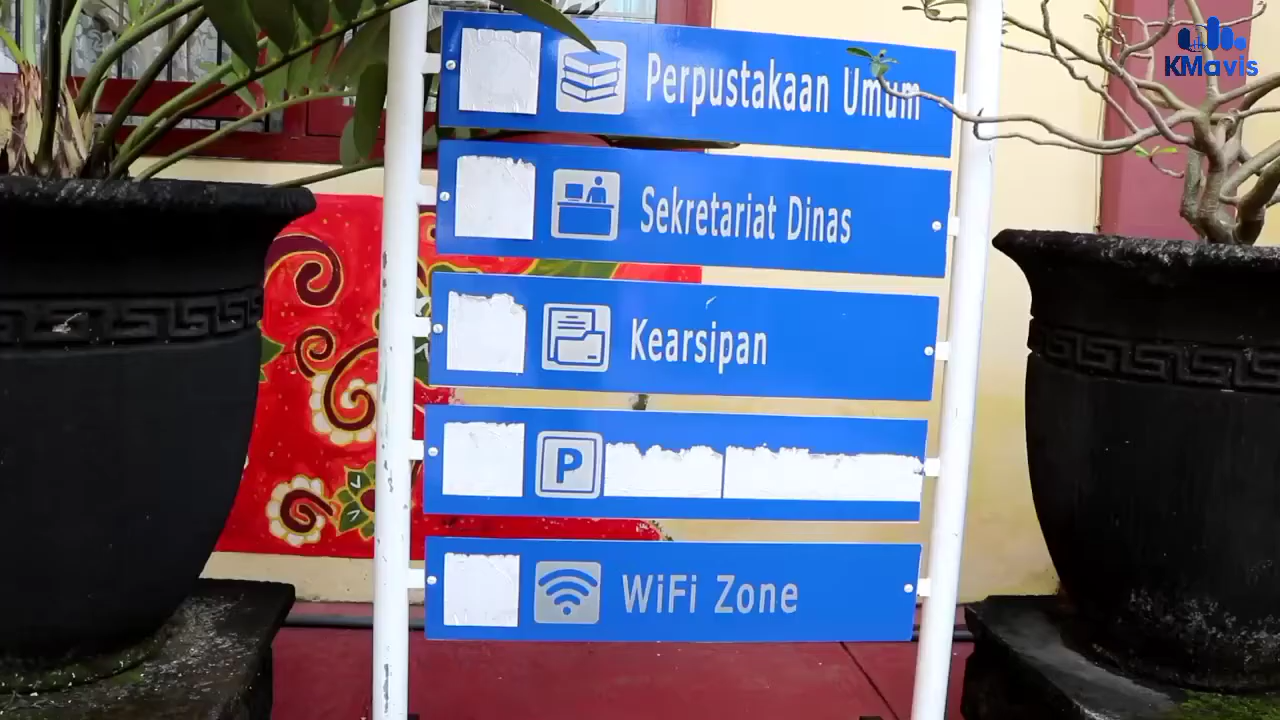 KMavis
Perpustakaan Umum
Sekretariat Dinas
Kearsipan
P
WiFi Zone